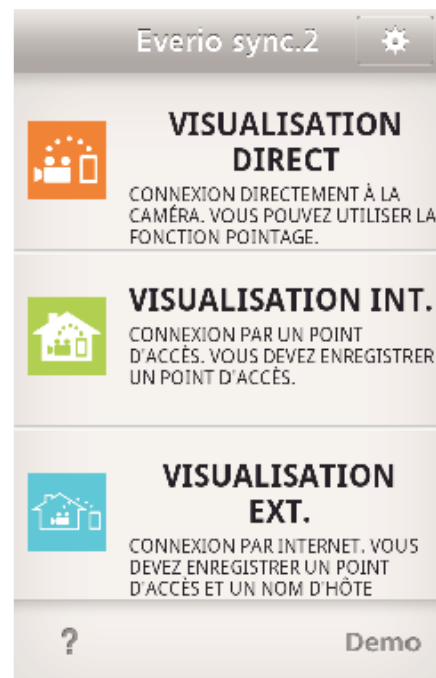 Everio sync.2
VISUALISATION
DIRECT
CONNEXION DIRECTEMENT À LA
CAMÉRA. VOUS POUVEZ UTILISER LA
FONCTION POINTAGE.
VISUALISATION INT.
CONNEXION PAR UN POINT
D'ACCÈS. VOUS DEVEZ ENREGISTRER
UN POINT D'ACCÈS.
VISUALISATION
EXT.
CONNEXION PAR INTERNET. VOUS
DEVEZ ENREGISTRER UN POINT
D'ACCÈS ET UN NOM D'HÔTE
? Demo